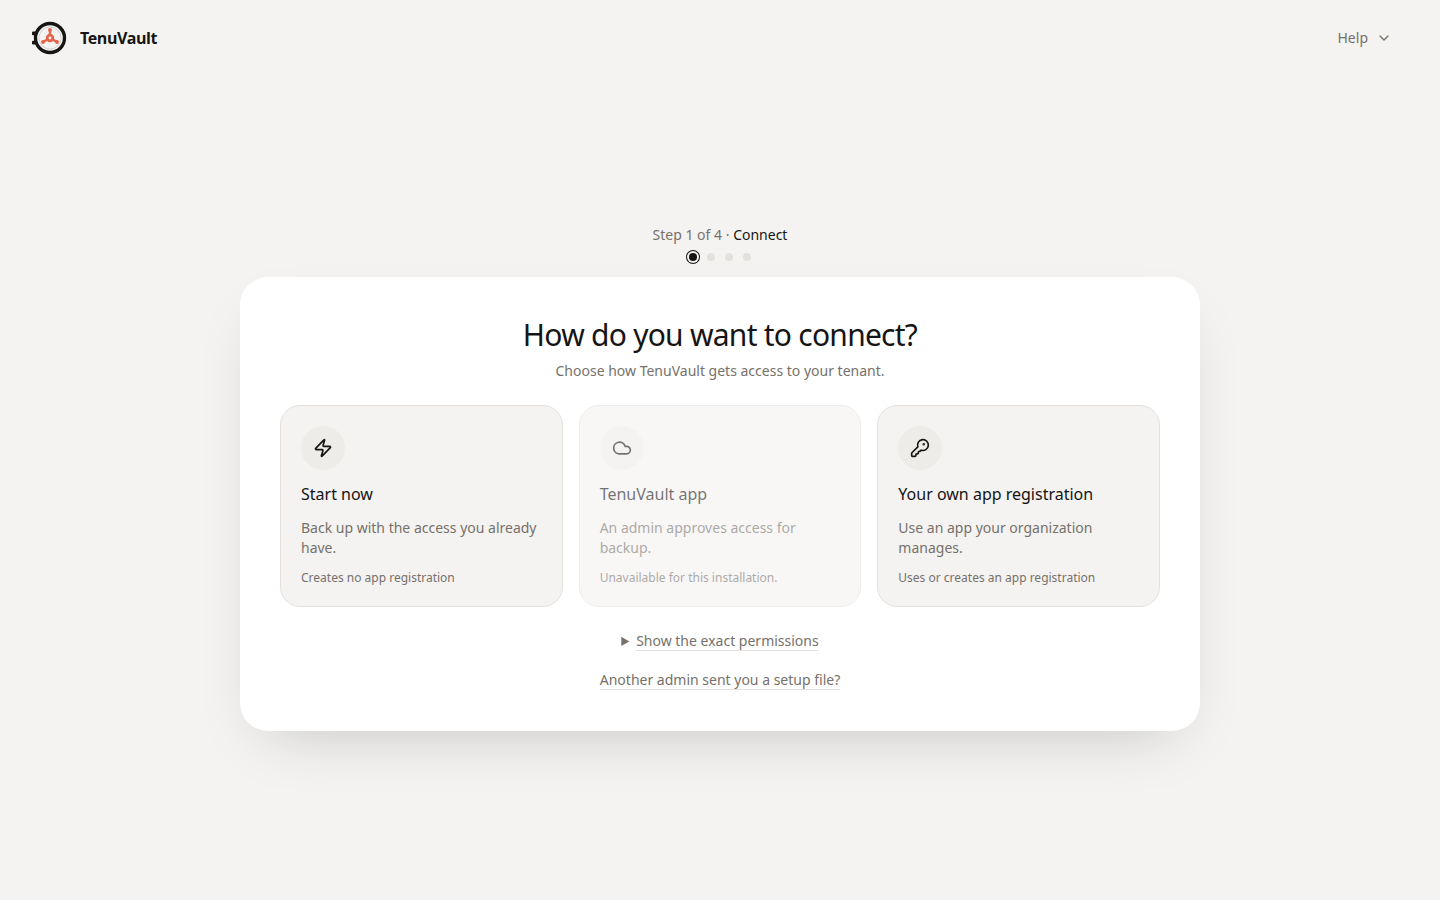 TenuVault
Help
Step 1 of 4 · Connect
How do you want to connect?
Choose how TenuVault gets access to your tenant.
Start now
Back up with the access you already
have.
Creates no app registration
TenuVault app
An admin approves access for
backup.
Unavailable for this installation.
Your own app registration
Use an app your organization
manages.
Uses or creates an app registration
Show the exact permissions
Another admin sent you a setup file?